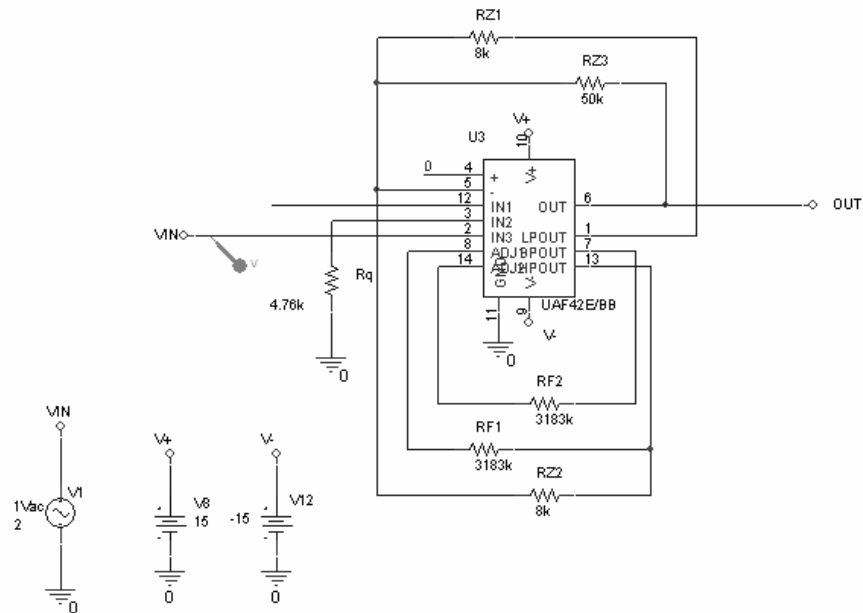 RZ1
8k
RZ3
50k
V+
U3
10
0
4
+
V+
5
-
12
IN1
OUT
6
OUT
3
IN2
VIN
2
IN3
LPOUT
1
8
ADJ1
BPOUT
7
14
ADJ2
HPOUT
13
GND
V-
Rq
4.76k
11
9
UAF42E/BB
V-
0
0
RF2
3183k
RF1
3183k
RZ2
8k
VIN
V+
V-
V1
1Vac
2
V8
15
-15
V12
0
0
0
V